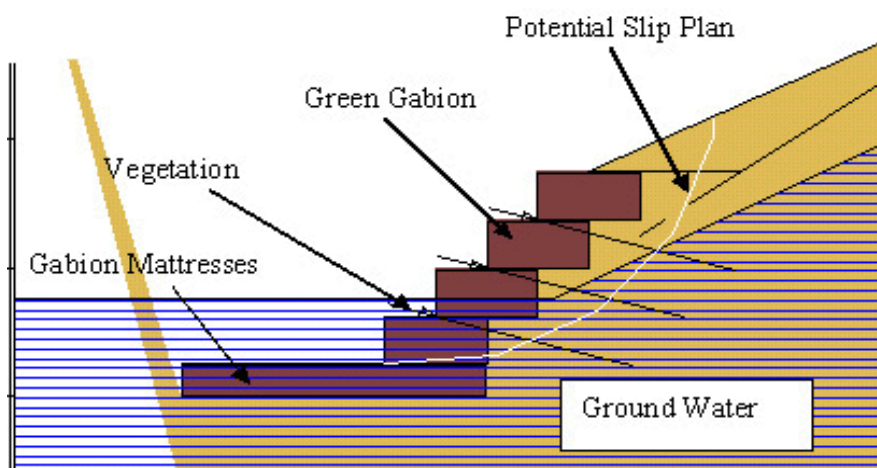 Potential Slip Plan
Green Gabion
Vegetation
Gabion Mattresses
Ground Water